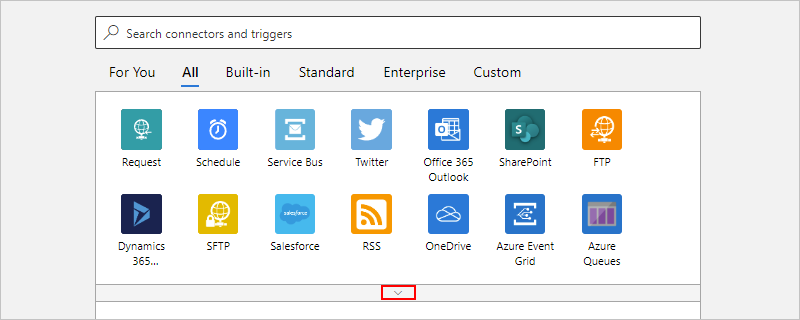 Search connectors and triggers
For You All Built-in Standard Enterprise Custom
Request Schedule Service Bus Twitter Office 365 Outlook SharePoint FTP
Dynamics 365... SFTP salesforce Salesforce RSS OneDrive Azure Event Grid Azure Queues